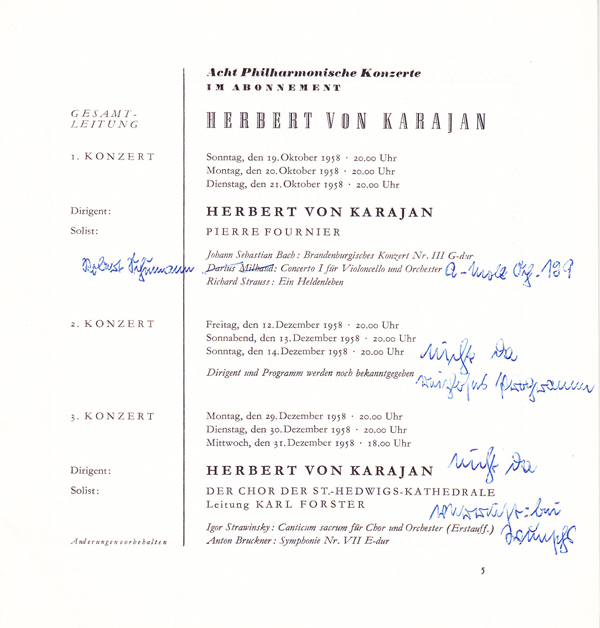 Acht Philharmonische Konzerte
IM ABONNEMENT
GESAMT-
LEITUNG
HERBERT VON KARAJAN
1. KONZERT
Sonntag, den 19. Oktober 1958 · 20.00 Uhr
Montag, den 20. Oktober 1958 · 20.00 Uhr
Dienstag, den 21. Oktober 1958 · 20.00 Uhr
Dirigent: HERBERT VON KARAJAN
Solist: PIERRE FOURNIER
Johann Sebastian Bach: Brandenburgisches Konzert Nr. III G-dur
Robert Schumann Darius Milhaud: Concerto I für Violoncello und Orchester a-moll
Richard Strauss: Ein Heldenleben
2. KONZERT
Freitag, den 12. Dezember 1958 · 20.00 Uhr
Sonnabend, den 13. Dezember 1958 · 20.00 Uhr
Sonntag, den 14. Dezember 1958 · 20.00 Uhr
nicht da
Dirigent und Programm werden noch bekanntgegeben
Programm
3. KONZERT
Montag, den 29. Dezember 1958 · 20.00 Uhr
Dienstag, den 30. Dezember 1958 · 20.00 Uhr
Mittwoch, den 31. Dezember 1958 · 18.00 Uhr
Dirigent: HERBERT VON KARAJAN nicht da
Solist: DER CHOR DER ST.-HEDWIGS-KATHEDRALE
Leitung KARL FORSTER
Igor Strawinsky: Canticum sacrum für Chor und Orchester (Erstauff.)
Änderungen vorbehalten
Anton Bruckner: Symphonie Nr. VII E-dur
5